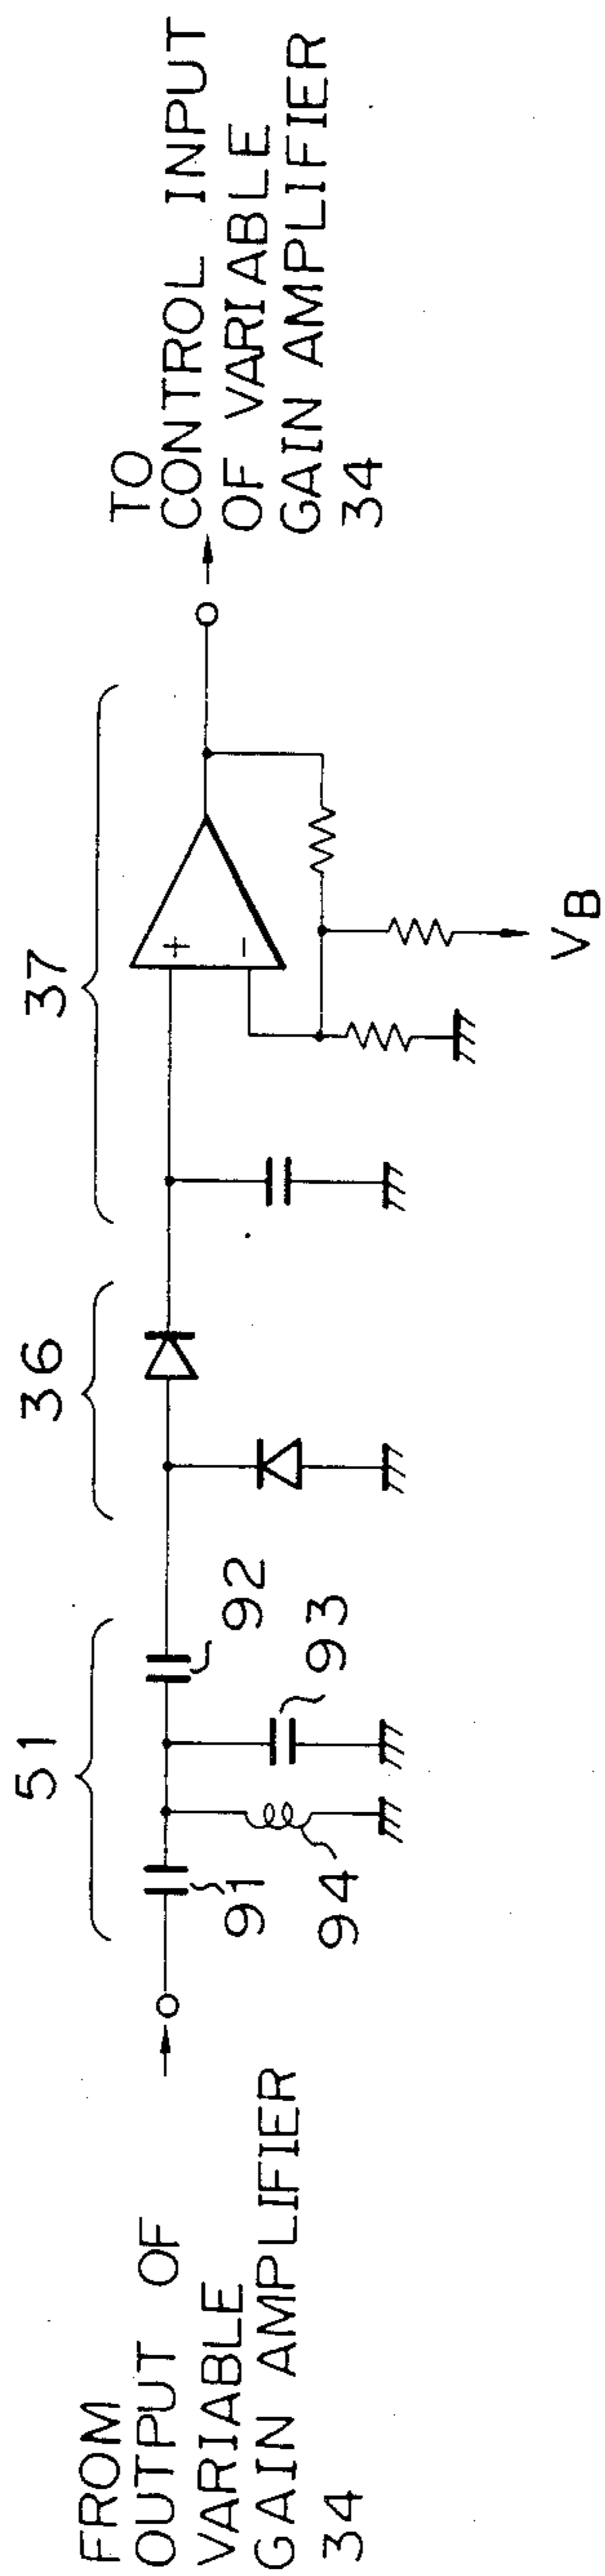 FROM
OUTPUT OF
VARIABLE
GAIN AMPLIFIER
34
51
91
94
93
92
36
37
+
-
VB
TO
CONTROL INPUT
OF VARIABLE
GAIN AMPLIFIER
34